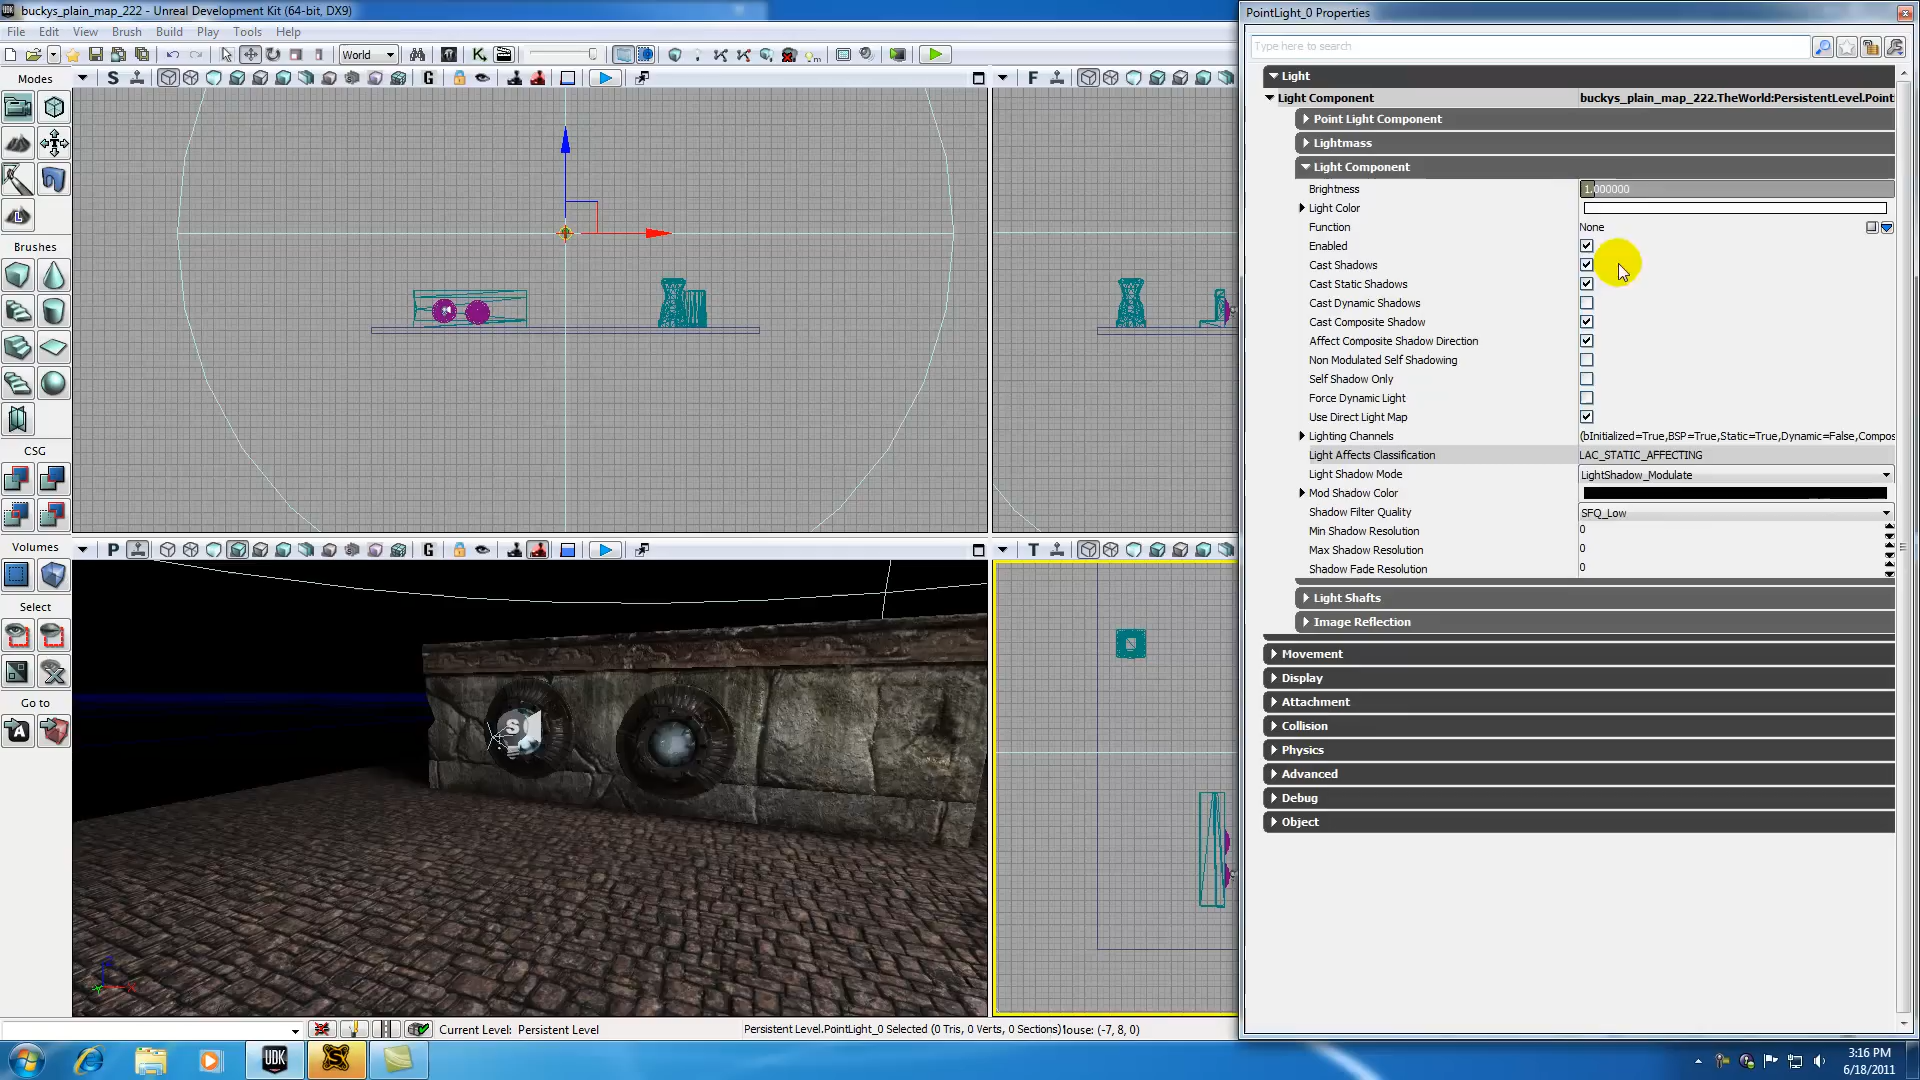 buckys_plain_map_222 - Unreal Development Kit (64-bit, DX9)
File Edit View Brush Build Play Tools Help
World
Modes
S
G
F
Brushes
CSG
Volumes
P
G
T
Select
S
Go to
Current Level: Persistent Level
Persistent Level.PointLight_0 Selected (0 Tris, 0 Verts, 0 Sections)
Mouse: (-7, 8, 0)
PointLight_0 Properties
Type here to search
Light
Light Component buckys_plain_map_222.TheWorld:PersistentLevel.Point
Point Light Component
Lightmass
Light Component
Brightness 1.000000
Light Color
Function None
Enabled
Cast Shadows
Cast Static Shadows
Cast Dynamic Shadows
Cast Composite Shadow
Affect Composite Shadow Direction
Non Modulated Self Shadowing
Self Shadow Only
Force Dynamic Light
Use Direct Light Map
Lighting Channels (bInitialized=True,BSP=True,Static=True,Dynamic=False,Compos
Light Affects Classification LAC_STATIC_AFFECTING
Light Shadow Mode LightShadow_Modulate
Mod Shadow Color
Shadow Filter Quality SFQ_Low
Min Shadow Resolution 0
Max Shadow Resolution 0
Shadow Fade Resolution 0
Light Shafts
Image Reflection
Movement
Display
Attachment
Collision
Physics
Advanced
Debug
Object
UDK
3:16 PM
6/18/2011